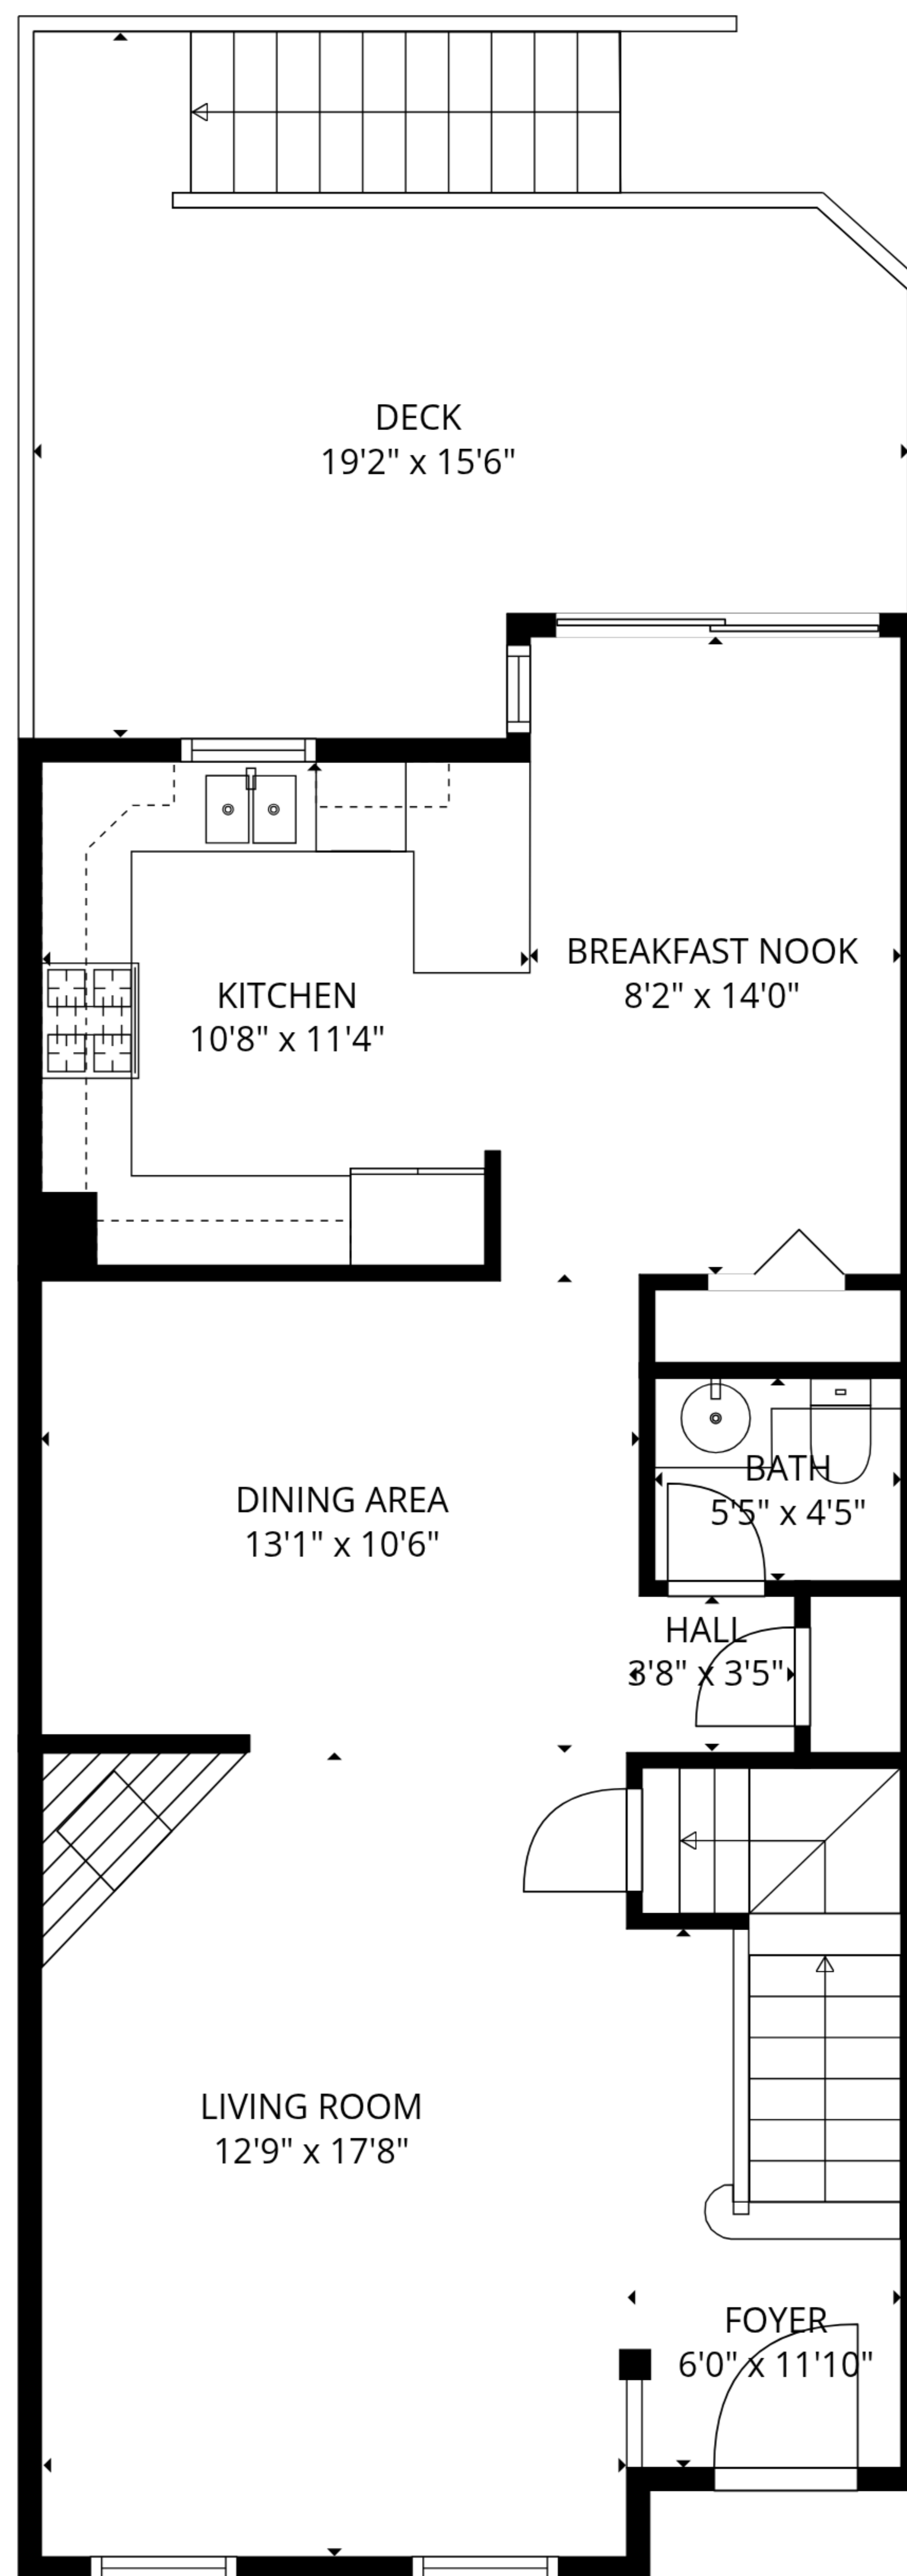 DECK
19'2" x 15'6"
BREAKFAST NOOK
8'2" x 14'0"
KITCHEN
10'8" x 11'4"
BATH
5'5" x 4'5"
DINING AREA
13'1" x 10'6"
HALL
3'8" x 3'5"
LIVING ROOM
12'9" x 17'8"
FOYER
6'0" x 11'10"